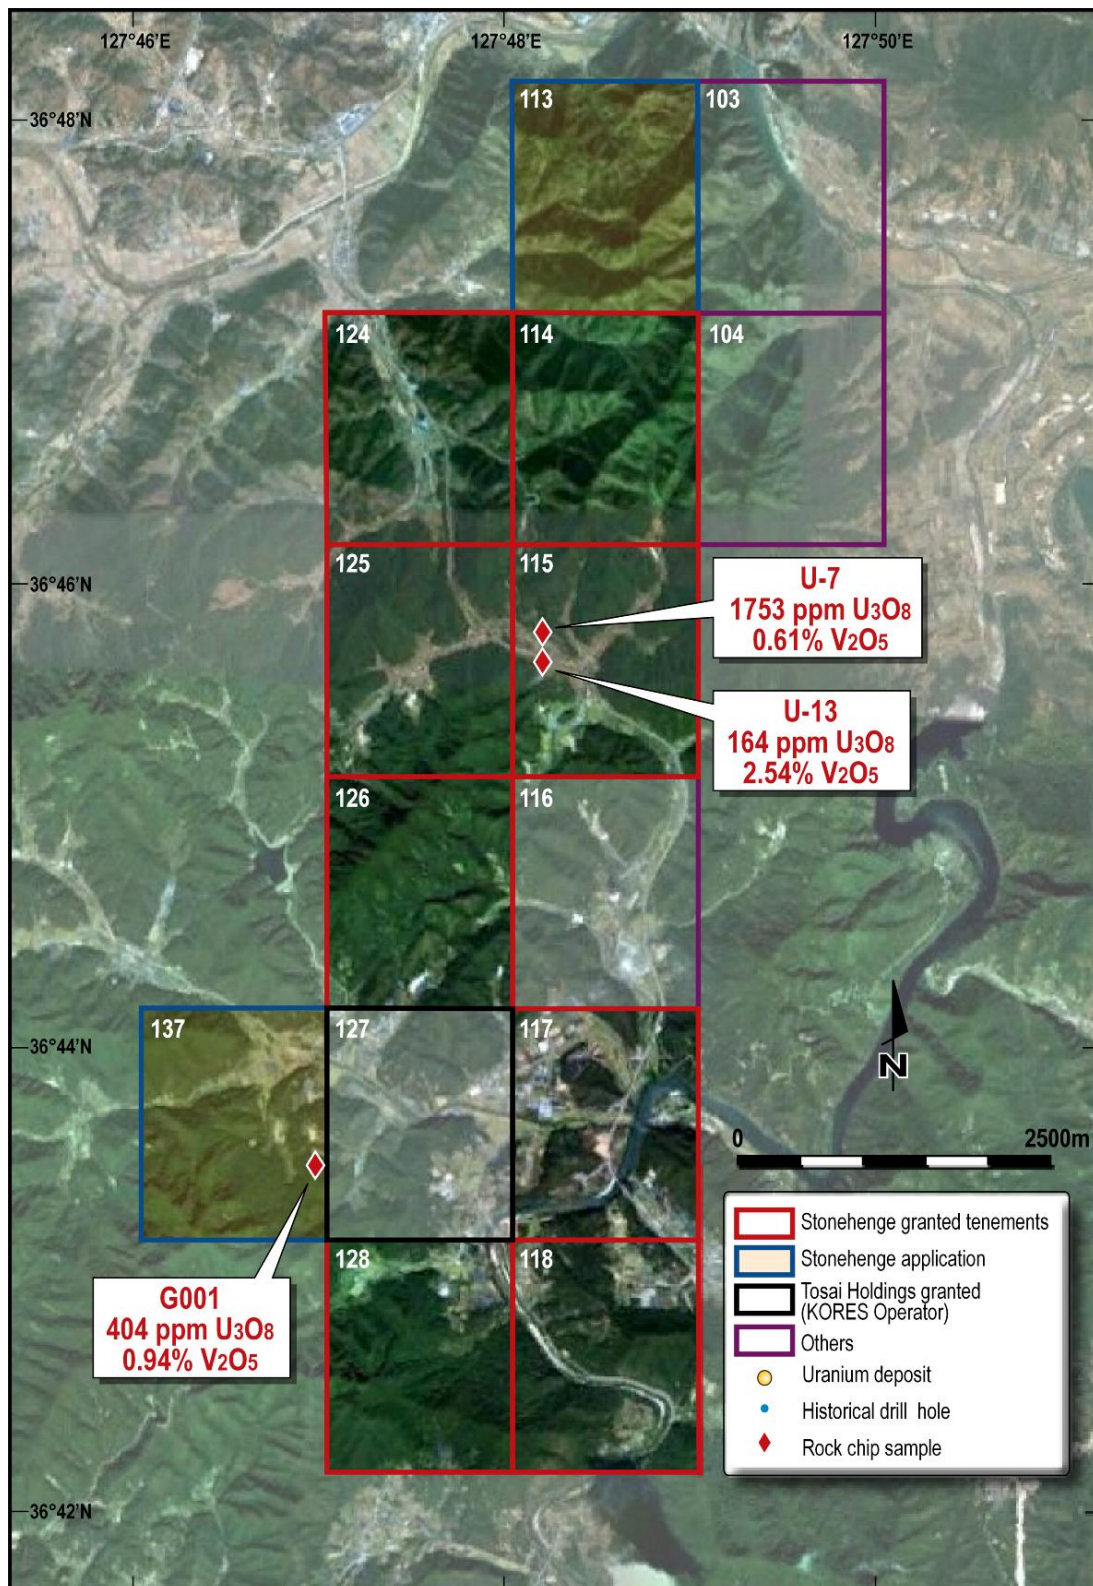 127°46'E
127°48'E
127°50'E
36°48'N
113
103
124
114
104
36°46'N
125
115
U-7
1753 ppm U₃O₈
0.61% V₂O₅
U-13
164 ppm U₃O₈
2.54% V₂O₅
126
116
36°44'N
137
127
117
N
0
2500m
G001
404 ppm U₃O₈
0.94% V₂O₅
128
118
Stonehenge granted tenements
Stonehenge application
Tosai Holdings granted
(KORES Operator)
Others
Uranium deposit
Historical drill hole
Rock chip sample
36°42'N